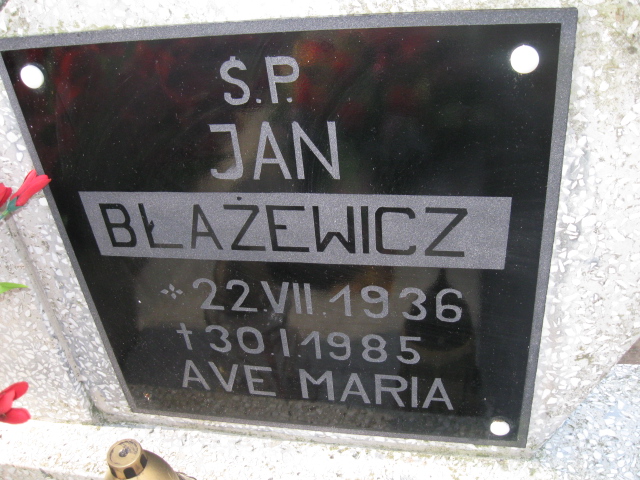 Ś.P.
JAN
BŁAŻEWICZ
* 22.VII.1936
† 30 I.1985
AVE MARIA